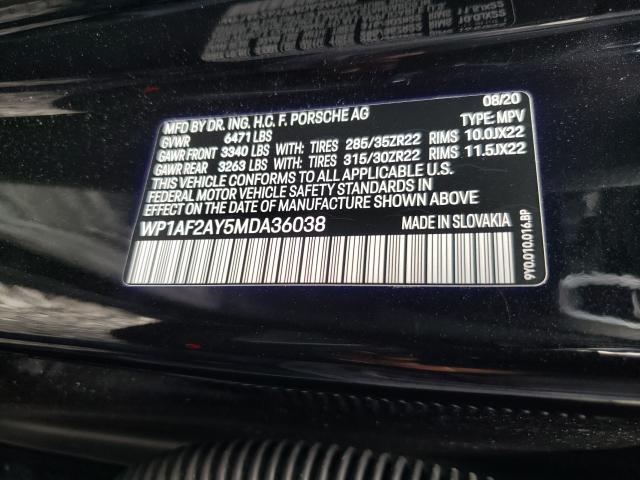 MFD BY DR. ING. H.C. F. PORSCHE AG 08/20
GVWR 6471 LBS TYPE: MPV
GAWR FRONT 3340 LBS WITH: TIRES 285/35ZR22 RIMS 10.0JX22
GAWR REAR 3263 LBS WITH: TIRES 315/30ZR22 RIMS 11.5JX22
THIS VEHICLE CONFORMS TO ALL APPLICABLE U.S.
FEDERAL MOTOR VEHICLE SAFETY STANDARDS IN
EFFECT ON THE DATE OF MANUFACTURE SHOWN ABOVE.
WP1AF2AY5MDA36038 MADE IN SLOVAKIA
9Y0.010.016.BP